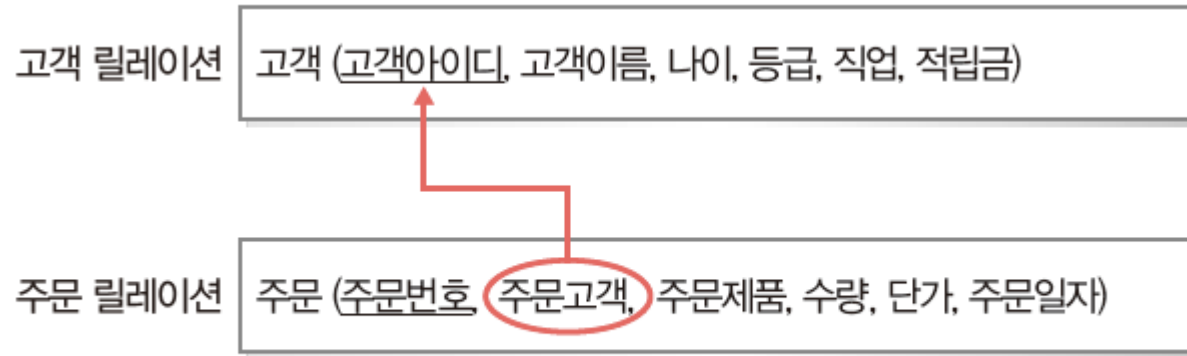 고객 릴레이션 고객 (고객아이디, 고객이름, 나이, 등급, 직업, 적립금)
주문 릴레이션 주문 (주문번호, 주문고객, 주문제품, 수량, 단가, 주문일자)